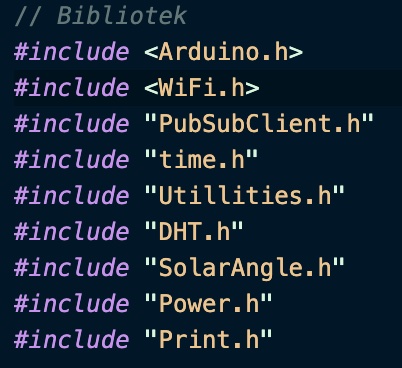 // Bibliotek
#include <Arduino.h>
#include <WiFi.h>
#include "PubSubClient.h"
#include "time.h"
#include "Utillities.h"
#include "DHT.h"
#include "SolarAngle.h"
#include "Power.h"
#include "Print.h"